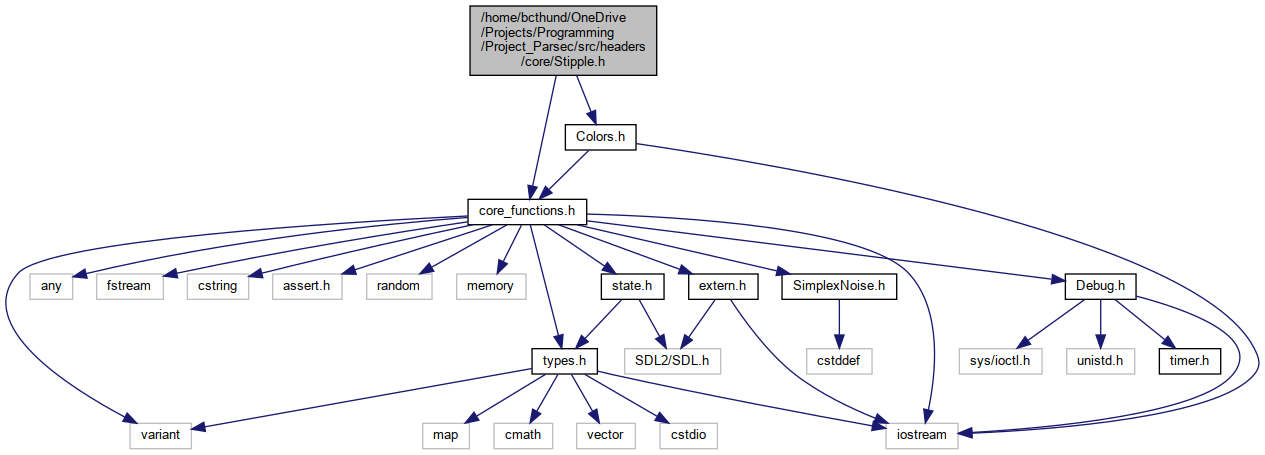 /home/bcthund/OneDrive
/Projects/Programming
/Project_Parsec/src/headers
/core/Stipple.h
Colors.h
core_functions.h
any
fstream
cstring
assert.h
random
memory
state.h
extern.h
SimplexNoise.h
Debug.h
types.h
SDL2/SDL.h
cstddef
sys/ioctl.h
unistd.h
timer.h
variant
map
cmath
vector
cstdio
iostream